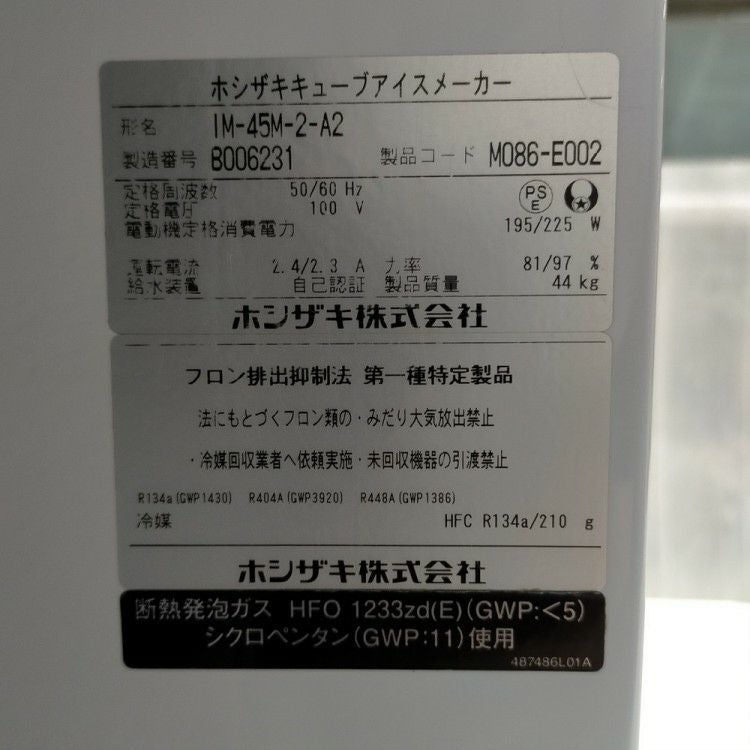 ホシザキキューブアイスメーカー
形名 IM-45M-2-A2
製造番号 B006231 製品コード M086-E002
定格周波数 50/60 Hz
定格電圧 100 V
PS
E
電動機定格消費電力 195/225 W
運転電流 2.4/2.3 A 力率 81/97 %
給水装置 自己認証 製品質量 44 kg
ホシザキ株式会社
フロン排出抑制法 第一種特定製品
法にもとづくフロン類の・みだり大気放出禁止
・冷媒回収業者へ依頼実施・未回収機器の引渡禁止
R134a(GWP1430) R404A(GWP3920) R448A(GWP1386)
冷媒 HFC R134a/210 g
ホシザキ株式会社
断熱発泡ガス HFO 1233zd(E)(GWP:<5)
シクロペンタン(GWP:11)使用
487486L01A